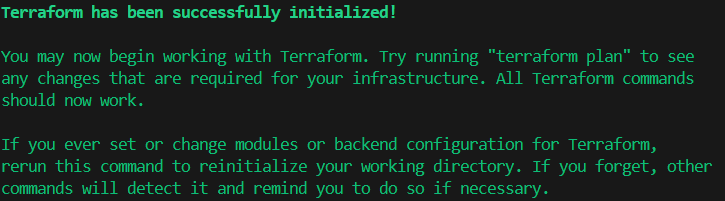 Terraform has been successfully initialized!
You may now begin working with Terraform. Try running "terraform plan" to see
any changes that are required for your infrastructure. All Terraform commands
should now work.
If you ever set or change modules or backend configuration for Terraform,
rerun this command to reinitialize your working directory. If you forget, other
commands will detect it and remind you to do so if necessary.